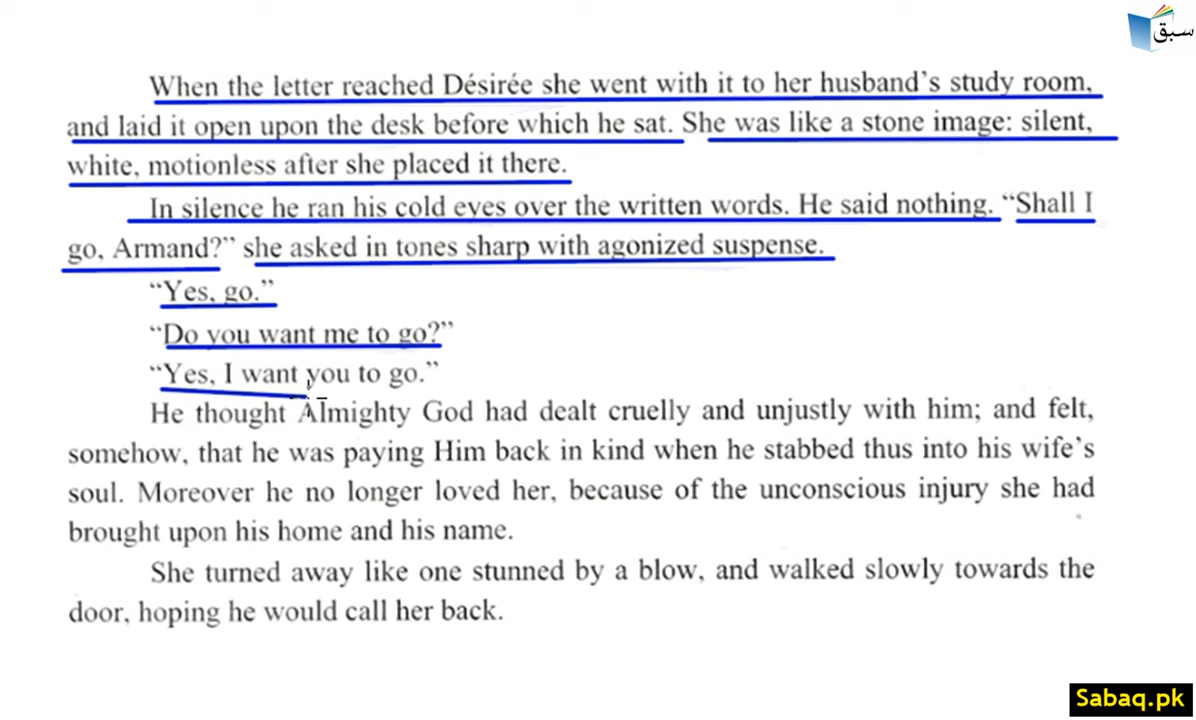 سبق
When the letter reached Désirée she went with it to her husband's study room,
and laid it open upon the desk before which he sat. She was like a stone image: silent,
white, motionless after she placed it there.
In silence he ran his cold eyes over the written words. He said nothing. “Shall I
go, Armand?” she asked in tones sharp with agonized suspense.
“Yes, go.”
“Do you want me to go?”
“Yes, I want you to go.”
He thought Almighty God had dealt cruelly and unjustly with him; and felt,
somehow, that he was paying Him back in kind when he stabbed thus into his wife's
soul. Moreover he no longer loved her, because of the unconscious injury she had
brought upon his home and his name.
She turned away like one stunned by a blow, and walked slowly towards the
door, hoping he would call her back.
Sabaq.pk